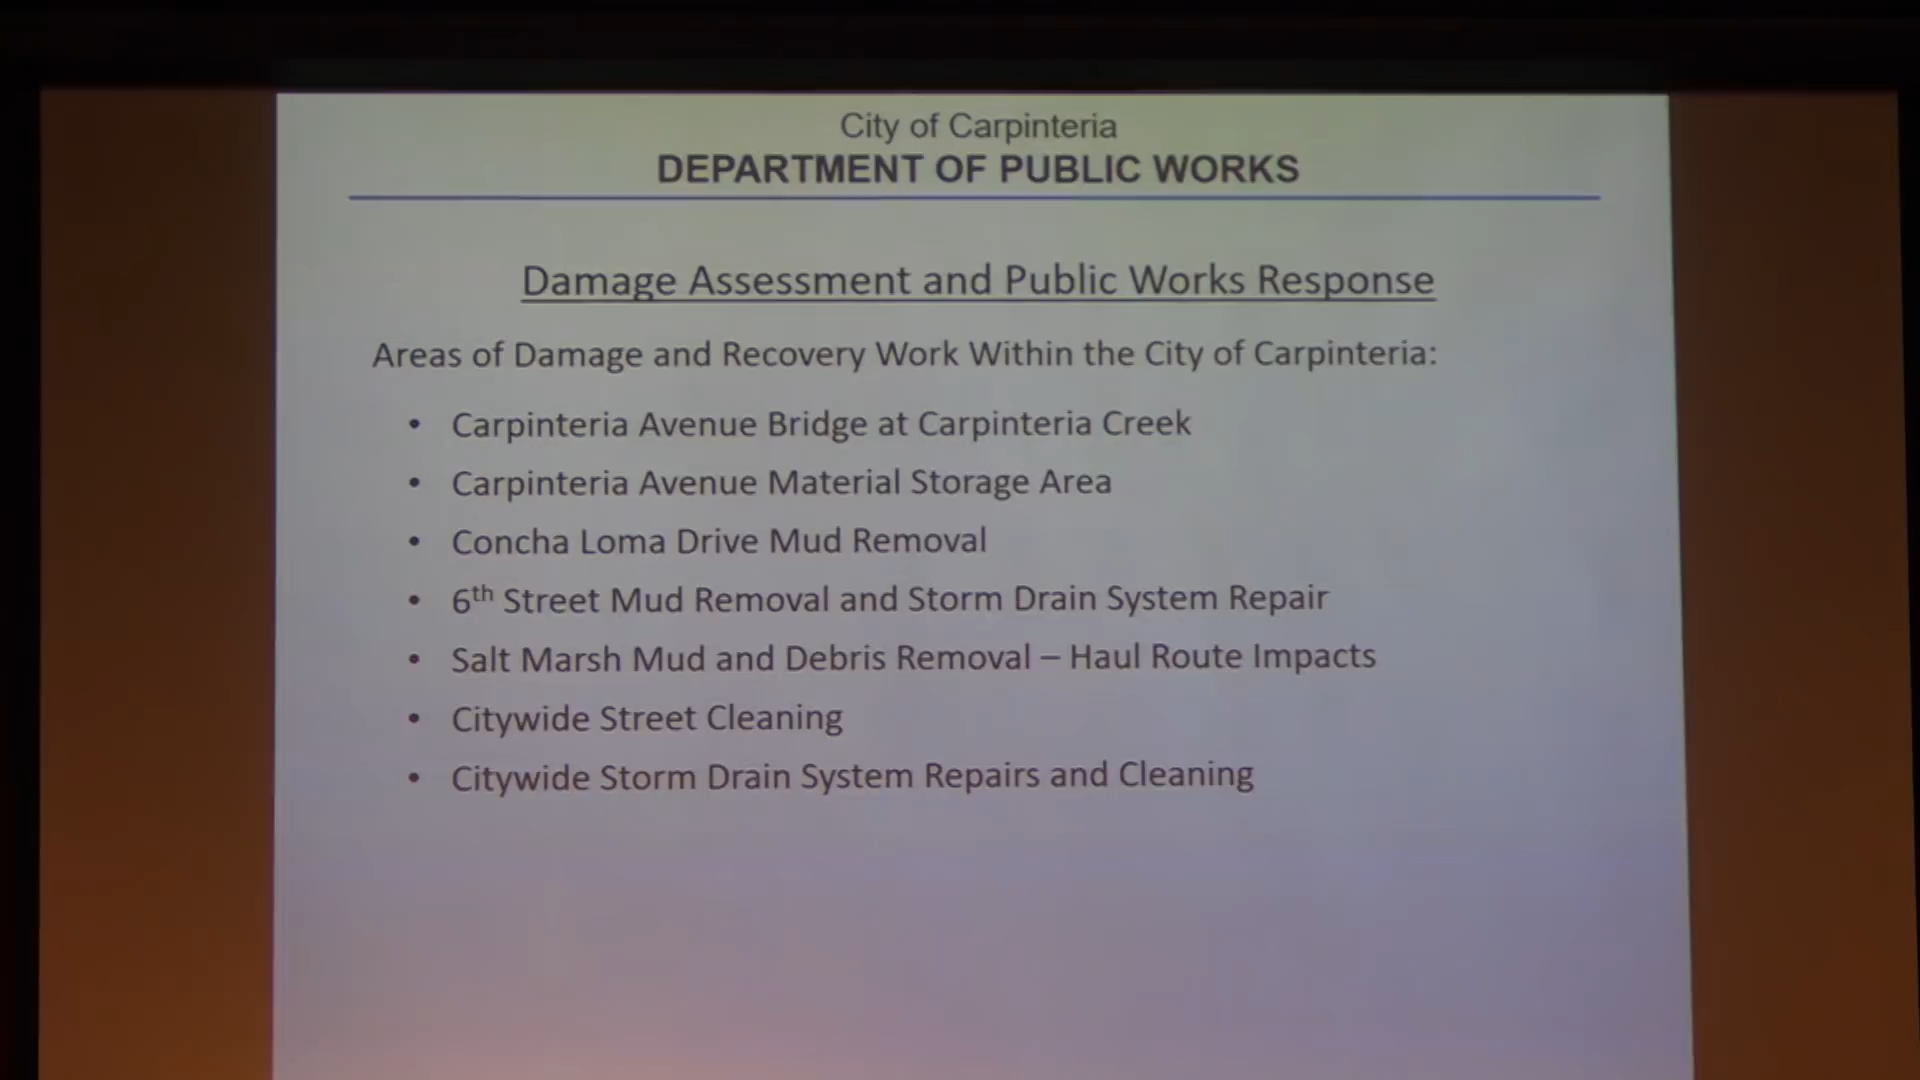 City of Carpinteria
DEPARTMENT OF PUBLIC WORKS
Damage Assessment and Public Works Response
Areas of Damage and Recovery Work Within the City of Carpinteria:
• Carpinteria Avenue Bridge at Carpinteria Creek
• Carpinteria Avenue Material Storage Area
• Concha Loma Drive Mud Removal
• 6th Street Mud Removal and Storm Drain System Repair
• Salt Marsh Mud and Debris Removal – Haul Route Impacts
• Citywide Street Cleaning
• Citywide Storm Drain System Repairs and Cleaning